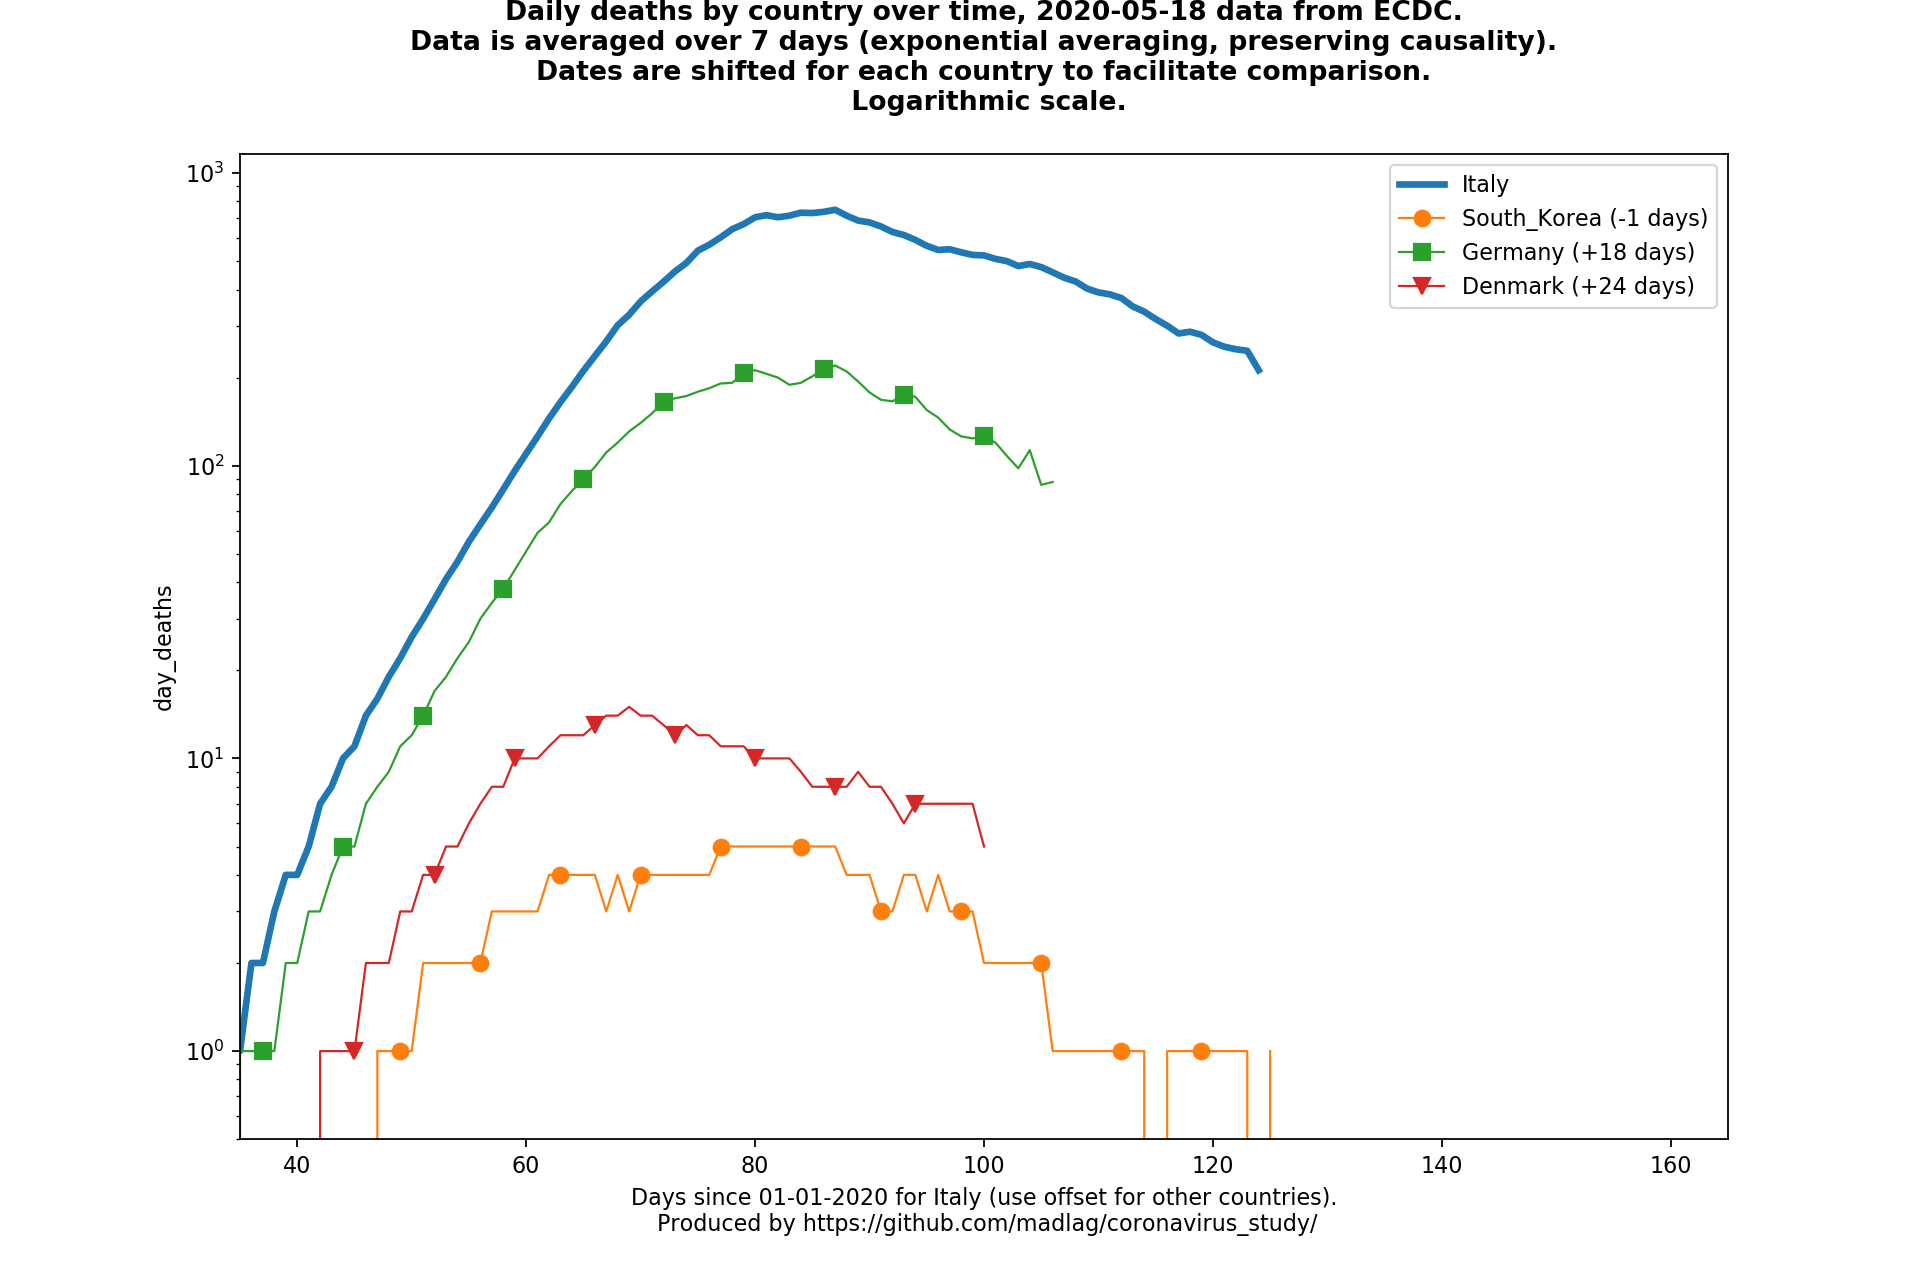 Daily deaths by country over time, 2020-05-18 data from ECDC.
Data is averaged over 7 days (exponential averaging, preserving causality).
Dates are shifted for each country to facilitate comparison.
Logarithmic scale.
10³
10²
10¹
10⁰
day_deaths
Italy
South_Korea (-1 days)
Germany (+18 days)
Denmark (+24 days)
40 60 80 100 120 140 160
Days since 01-01-2020 for Italy (use offset for other countries).
Produced by https://github.com/madlag/coronavirus_study/